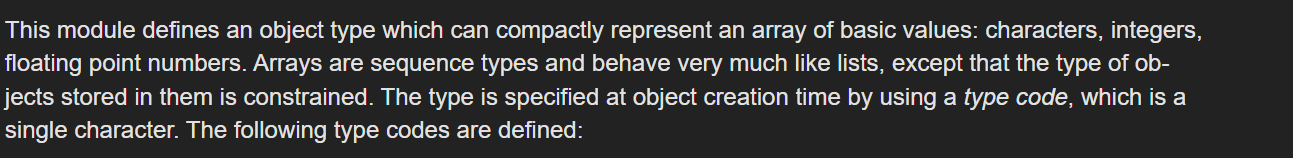 This module defines an object type which can compactly represent an array of basic values: characters, integers,
floating point numbers. Arrays are sequence types and behave very much like lists, except that the type of ob-
jects stored in them is constrained. The type is specified at object creation time by using a type code, which is a
single character. The following type codes are defined: